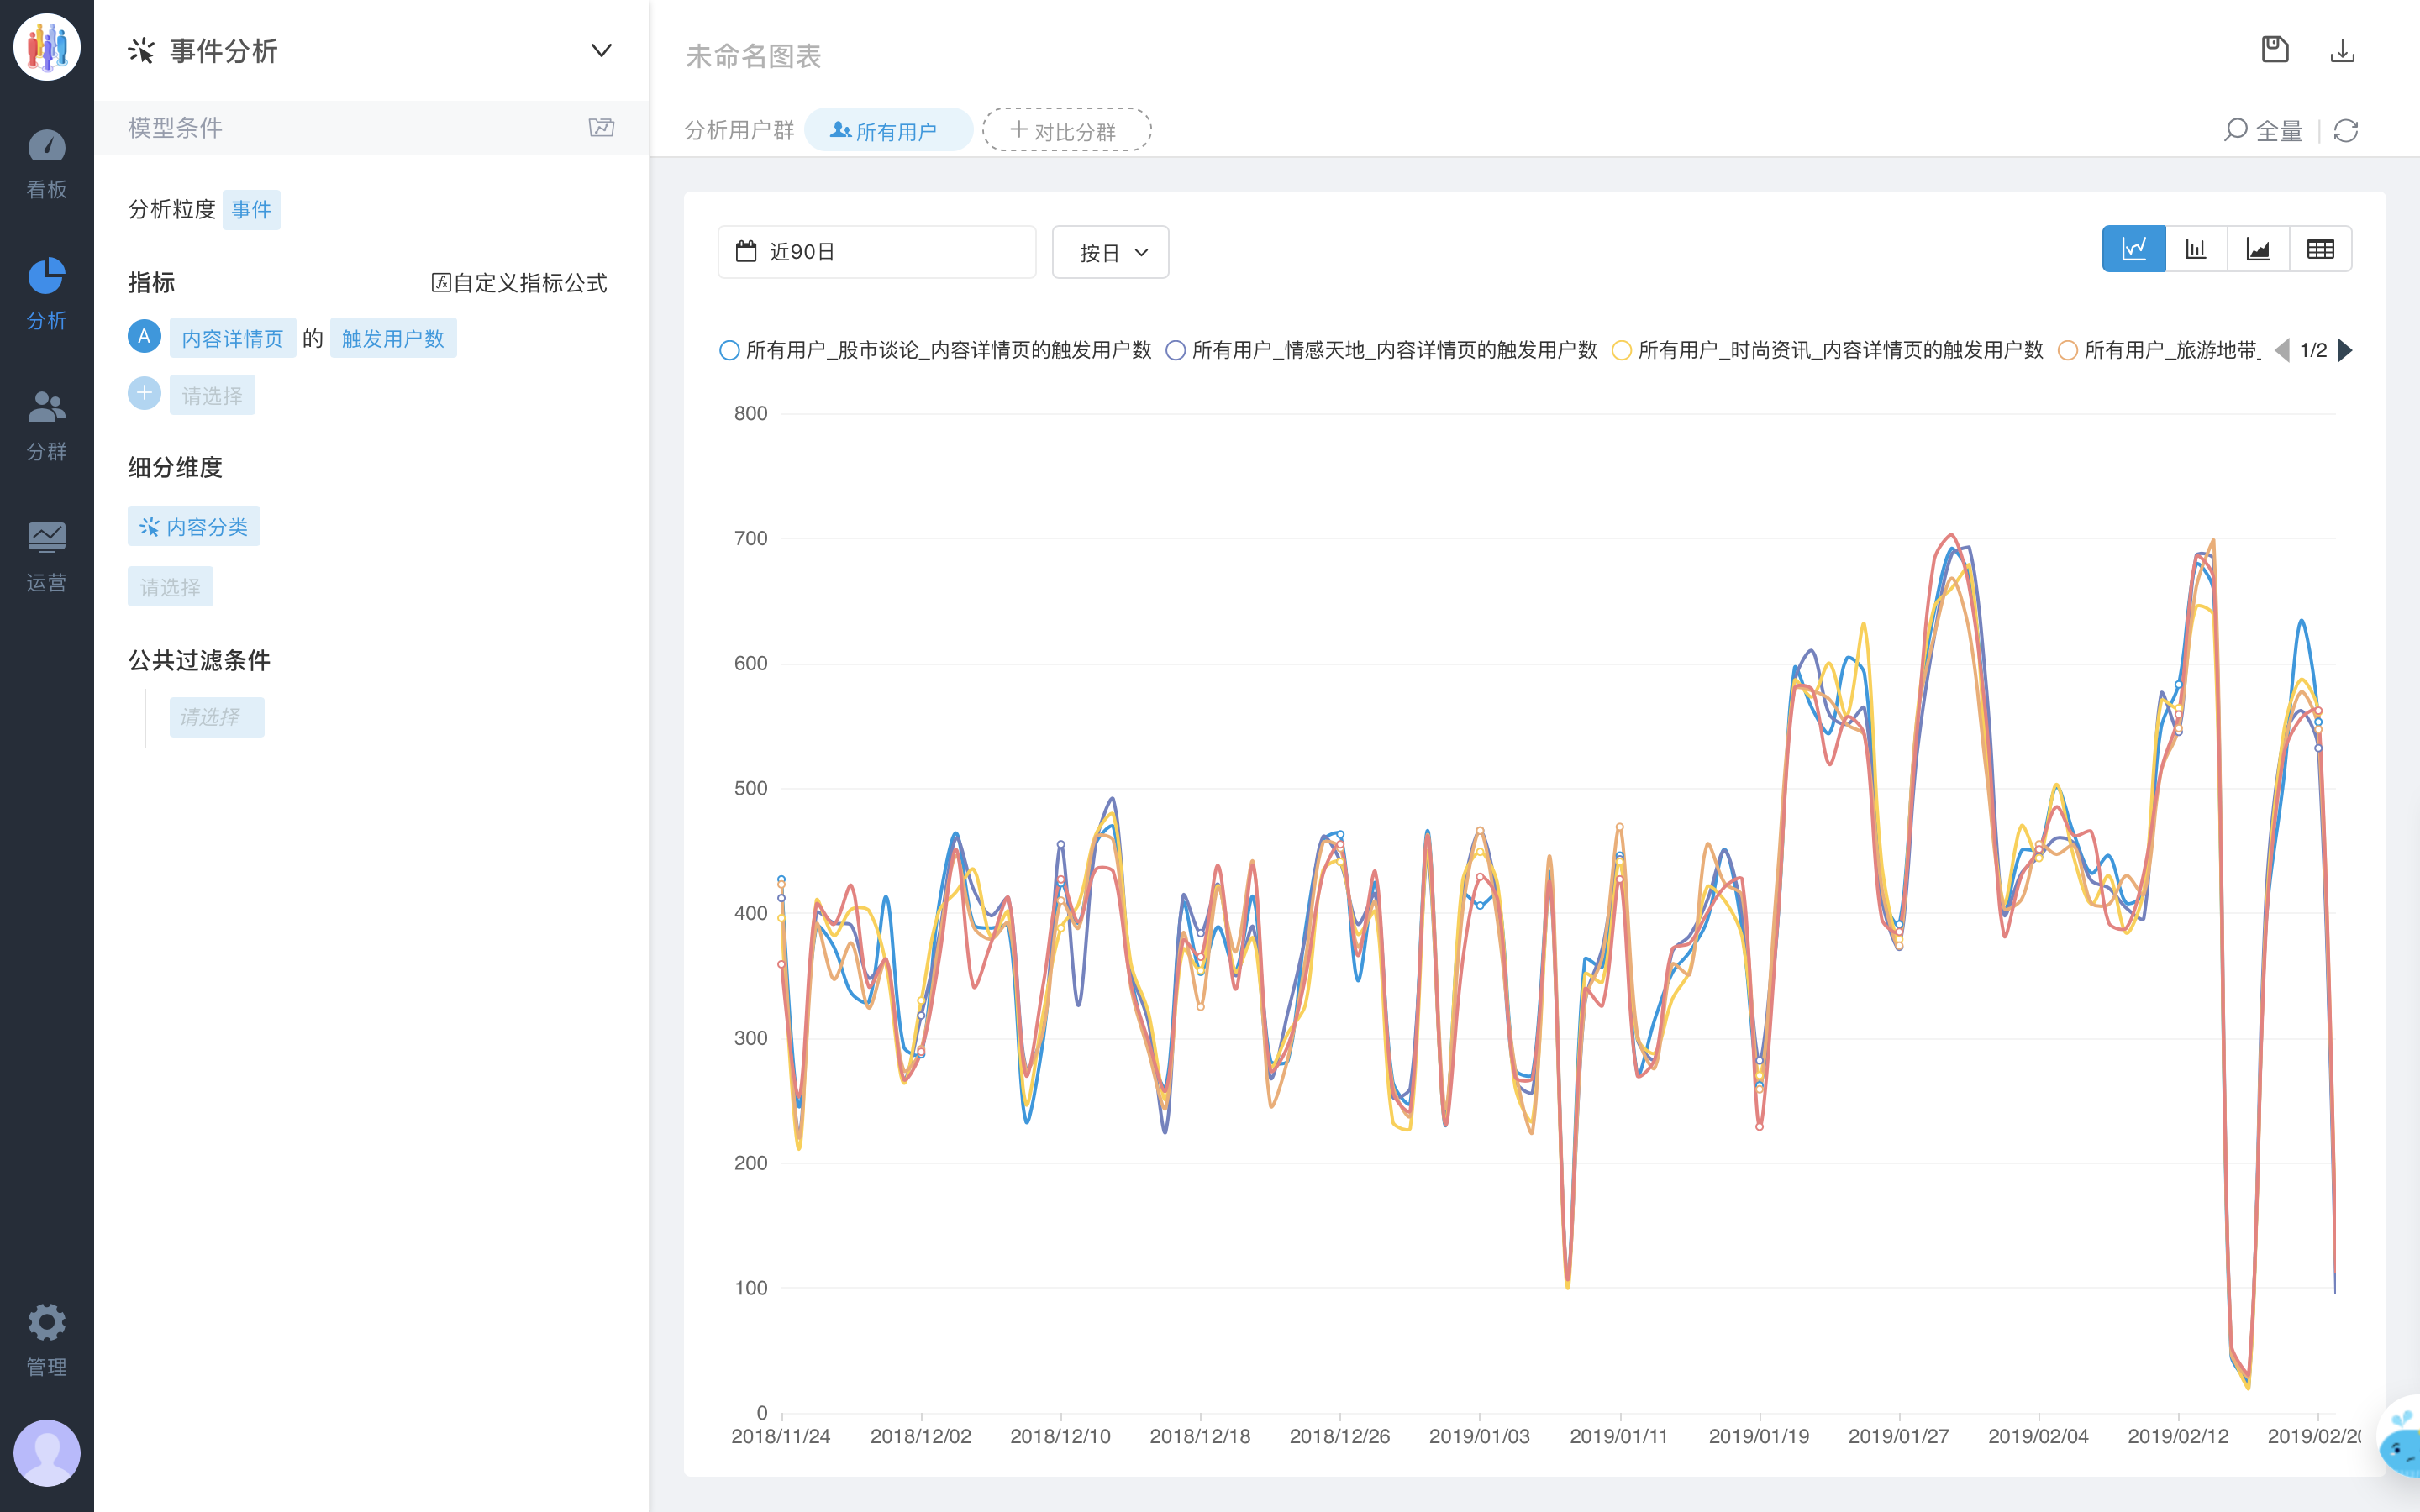 看板
分析
分群
运营
管理
事件分析
模型条件
分析粒度 事件
指标 自定义指标公式
A 内容详情页 的 触发用户数
请选择
细分维度
内容分类
请选择
公共过滤条件
请选择
未命名图表
分析用户群 所有用户 + 对比分群 全量
近90日 按日
所有用户_股市谈论_内容详情页的触发用户数 所有用户_情感天地_内容详情页的触发用户数 所有用户_时尚资讯_内容详情页的触发用户数 所有用户_旅游地带_ 1/2
800
700
600
500
400
300
200
100
0
2018/11/24 2018/12/02 2018/12/10 2018/12/18 2018/12/26 2019/01/03 2019/01/11 2019/01/19 2019/01/27 2019/02/04 2019/02/12 2019/02/20